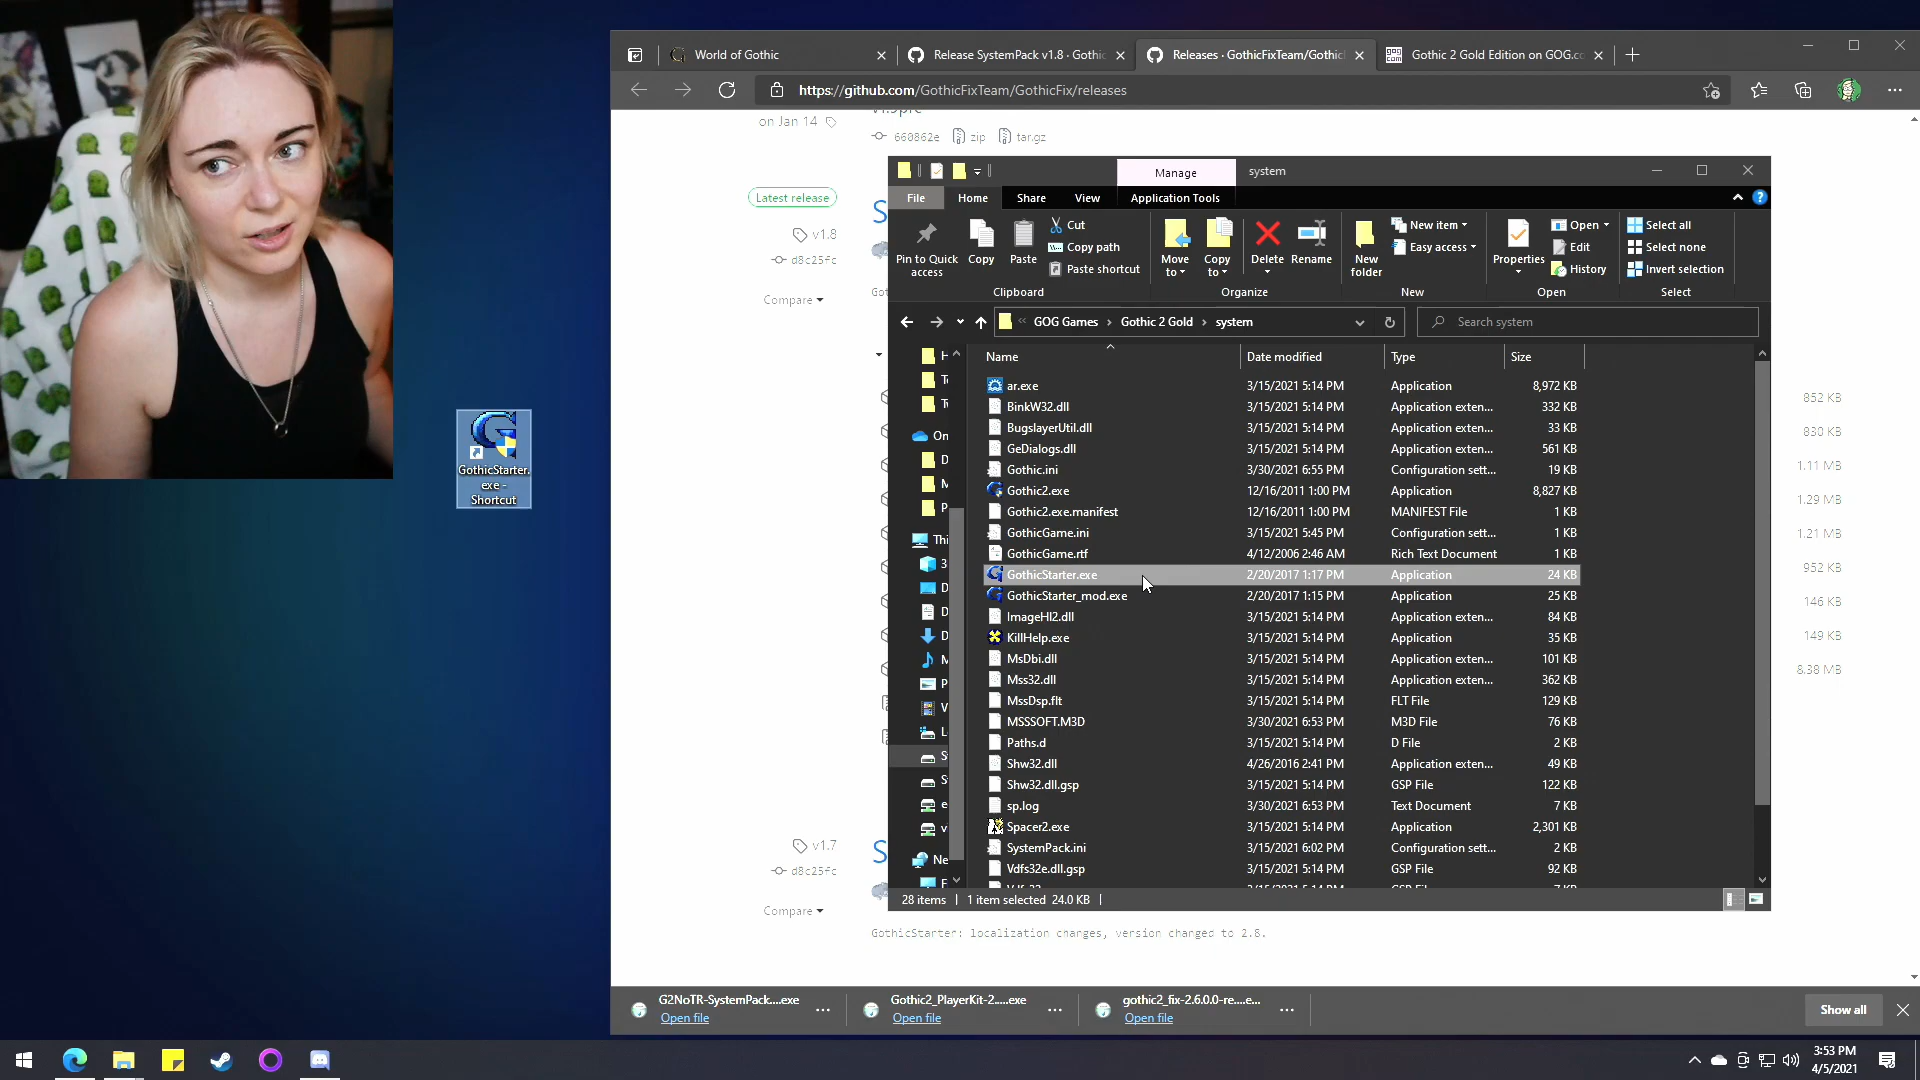 World of Gothic
Release SystemPack v1.8 · Gothic
Releases · GothicFixTeam/Gothic
Gothic 2 Gold Edition on GOG.co
https://github.com/GothicFixTeam/GothicFix/releases
on Jan 14
660862e zip tar.gz
Latest release
v1.8
d8c25fc
Compare
Manage
system
File Home Share View Application Tools
Pin to Quick access
Copy
Paste
Cut
Copy path
Paste shortcut
Move to
Copy to
Delete
Rename
New folder
New item
Easy access
Properties
Open
Edit
History
Select all
Select none
Invert selection
Clipboard Organize New Open Select
GOG Games › Gothic 2 Gold › system
Search system
Name Date modified Type Size
ar.exe 3/15/2021 5:14 PM Application 8,972 KB
BinkW32.dll 3/15/2021 5:14 PM Application exten... 332 KB
BugslayerUtil.dll 3/15/2021 5:14 PM Application exten... 33 KB
GeDialogs.dll 3/15/2021 5:14 PM Application exten... 561 KB
Gothic.ini 3/30/2021 6:55 PM Configuration sett... 19 KB
Gothic2.exe 12/16/2011 1:00 PM Application 8,827 KB
Gothic2.exe.manifest 12/16/2011 1:00 PM MANIFEST File 1 KB
GothicGame.ini 3/15/2021 5:45 PM Configuration sett... 1 KB
GothicGame.rtf 4/12/2006 2:46 AM Rich Text Document 1 KB
GothicStarter.exe 2/20/2017 1:17 PM Application 24 KB
GothicStarter_mod.exe 2/20/2017 1:15 PM Application 25 KB
ImageHl2.dll 3/15/2021 5:14 PM Application exten... 84 KB
KillHelp.exe 3/15/2021 5:14 PM Application 35 KB
MsDbi.dll 3/15/2021 5:14 PM Application exten... 101 KB
Mss32.dll 3/15/2021 5:14 PM Application exten... 362 KB
MssDsp.flt 3/15/2021 5:14 PM FLT File 129 KB
MSSSOFT.M3D 3/30/2021 6:53 PM M3D File 76 KB
Paths.d 3/15/2021 5:14 PM D File 2 KB
Shw32.dll 4/26/2016 2:41 PM Application exten... 49 KB
Shw32.dll.gsp 3/15/2021 5:14 PM GSP File 122 KB
sp.log 3/30/2021 6:53 PM Text Document 7 KB
Spacer2.exe 3/15/2021 5:14 PM Application 2,301 KB
SystemPack.ini 3/15/2021 6:02 PM Configuration sett... 2 KB
Vdfs32e.dll.gsp 3/15/2021 5:14 PM GSP File 92 KB
28 items 1 item selected 24.0 KB
852 KB
830 KB
1.11 MB
1.29 MB
1.21 MB
952 KB
146 KB
149 KB
8.38 MB
GothicStarter.
exe -
Shortcut
v1.7
d8c25fc
Compare
GothicStarter: localization changes, version changed to 2.8.
G2NoTR-SystemPack....exe
Open file
Gothic2_PlayerKit-2.....exe
Open file
gothic2_fix-2.6.0.0-re....e...
Open file
Show all
3:53 PM
4/5/2021